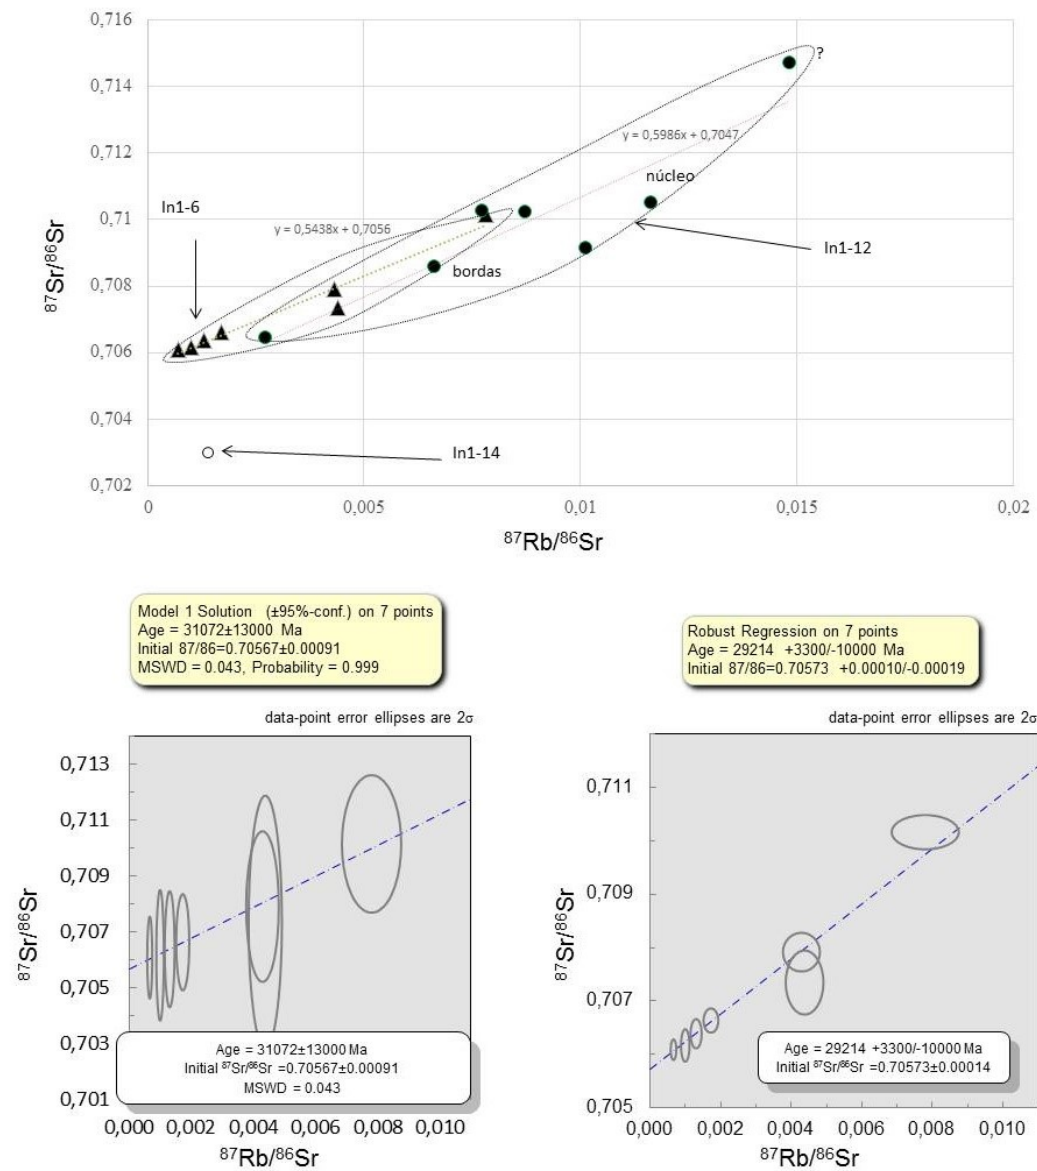 0,716
0,714
0,712
0,71
0,708
0,706
0,704
0,702
⁸⁷Sr/⁸⁶Sr
?
y = 0,5986x + 0,7047
núcleo
In1-6
y = 0,5438x + 0,7056
bordas
In1-12
In1-14
0 0,005 0,01 0,015 0,02
⁸⁷Rb/⁸⁶Sr
Model 1 Solution (±95%-conf.) on 7 points
Age = 31072±13000 Ma
Initial 87/86=0.70567±0.00091
MSWD = 0.043, Probability = 0.999
data-point error ellipses are 2σ
0,713
0,711
0,709
0,707
0,705
0,703
0,701
⁸⁷Sr/⁸⁶Sr
Age = 31072±13000 Ma
Initial ⁸⁷Sr/⁸⁶Sr =0.70567±0.00091
MSWD = 0.043
0,000 0,002 0,004 0,006 0,008 0,010
⁸⁷Rb/⁸⁶Sr
Robust Regression on 7 points
Age = 29214 +3300/-10000 Ma
Initial 87/86=0.70573 +0.00010/-0.00019
data-point error ellipses are 2σ
0,711
0,709
0,707
0,705
⁸⁷Sr/⁸⁶Sr
Age = 29214 +3300/-10000 Ma
Initial ⁸⁷Sr/⁸⁶Sr =0.70573±0.00014
0,000 0,002 0,004 0,006 0,008 0,010
⁸⁷Rb/⁸⁶Sr